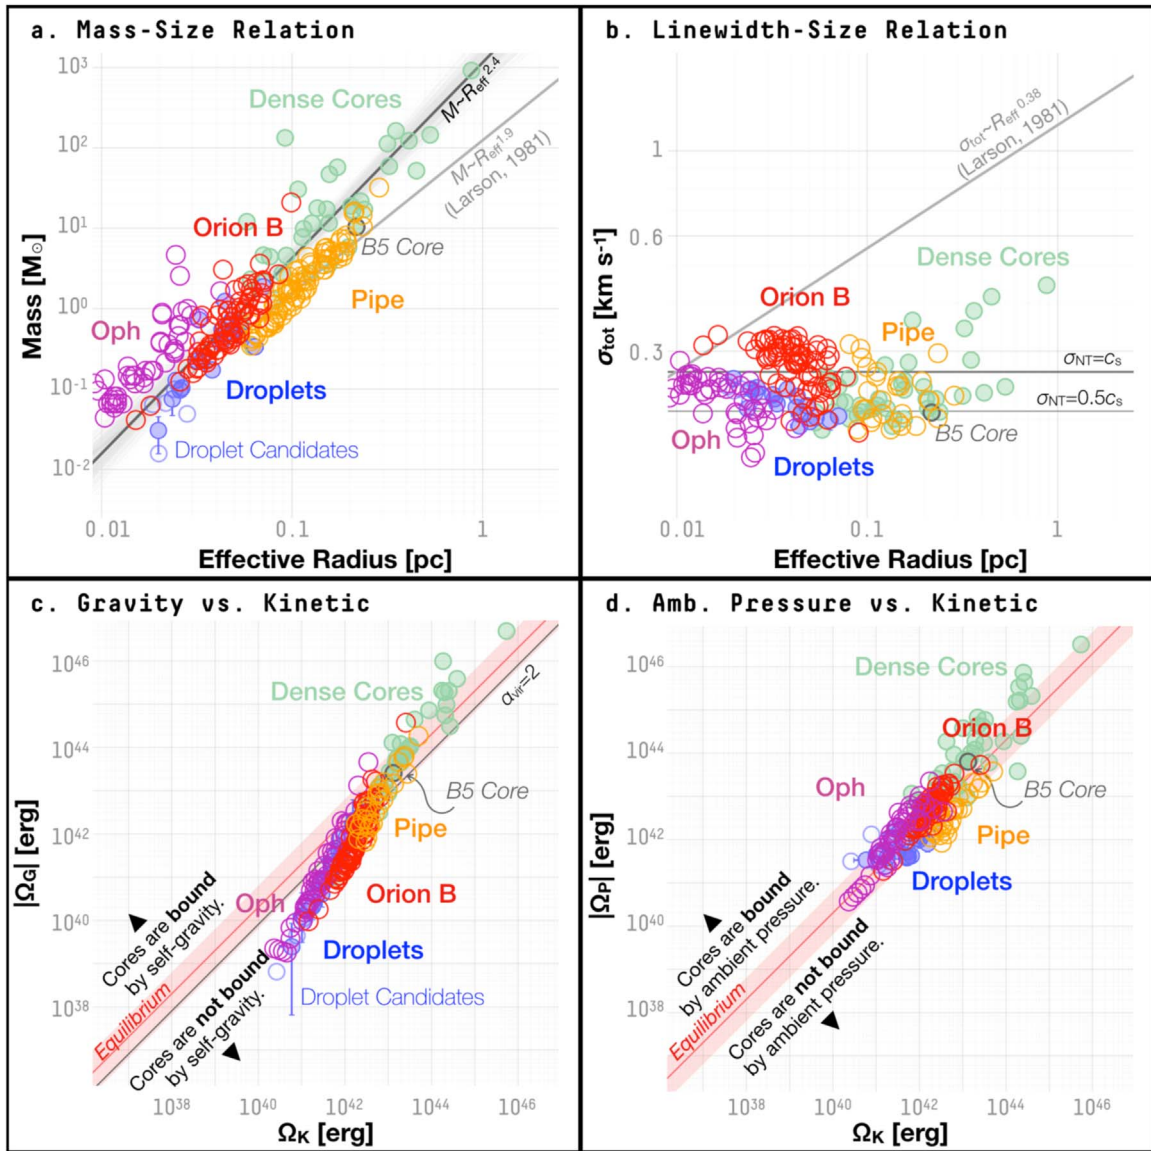 a. Mass-Size Relation
10³
10²
10¹
10⁰
10⁻¹
10⁻²
Mass [M⊙]
Dense Cores
M~Reff^2.4
M~Reff^1.9
(Larson, 1981)
Orion B
B5 Core
Pipe
Oph
Droplets
Droplet Candidates
0.01
0.1
1
Effective Radius [pc]
b. Linewidth-Size Relation
1
0.6
0.3
σtot [km s⁻¹]
σtot~Reff^0.38
(Larson, 1981)
Dense Cores
Orion B
Pipe
σNT=cs
σNT=0.5cs
B5 Core
Oph
Droplets
0.01
0.1
1
Effective Radius [pc]
c. Gravity vs. Kinetic
10⁴⁶
10⁴⁴
10⁴²
10⁴⁰
10³⁸
|ΩG| [erg]
Dense Cores
αvir=2
B5 Core
Pipe
Oph
Orion B
Droplets
Droplet Candidates
Cores are bound
by self-gravity.
Equilibrium
Cores are not bound
by self-gravity.
10³⁸
10⁴⁰
10⁴²
10⁴⁴
10⁴⁶
ΩK [erg]
d. Amb. Pressure vs. Kinetic
10⁴⁶
10⁴⁴
10⁴²
10⁴⁰
10³⁸
|ΩP| [erg]
Dense Cores
Orion B
Oph
B5 Core
Pipe
Droplets
Cores are bound
by ambient pressure.
Equilibrium
Cores are not bound
by ambient pressure.
10³⁸
10⁴⁰
10⁴²
10⁴⁴
10⁴⁶
ΩK [erg]